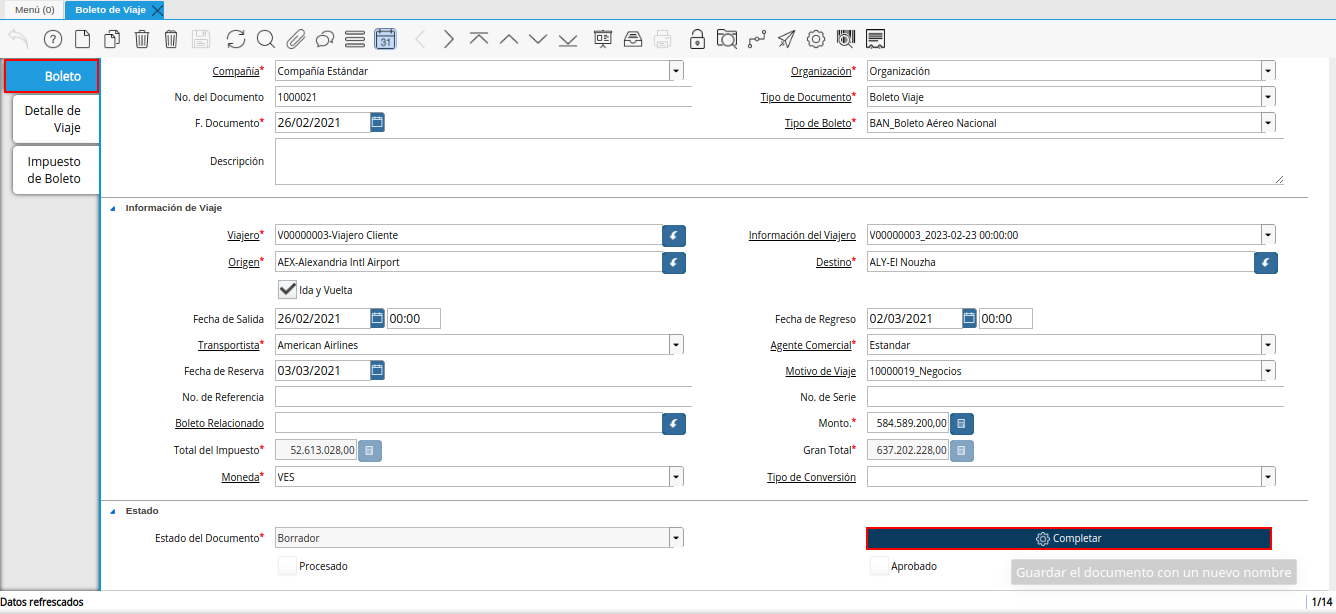 Menú (0)
Boleto de Viaje
31
Boleto
Detalle de
Viaje
Impuesto
de Boleto
Compañía* Compañía Estándar
Organización* Organización
No. del Documento 1000021
Tipo de Documento* Boleto Viaje
F. Documento* 26/02/2021
Tipo de Boleto* BAN_Boleto Aéreo Nacional
Descripción
Información de Viaje
Viajero* V00000003-Viajero Cliente
Información del Viajero V00000003_2023-02-23 00:00:00
Origen* AEX-Alexandria Intl Airport
Destino* ALY-El Nouzha
Ida y Vuelta
Fecha de Salida 26/02/2021 00:00
Fecha de Regreso 02/03/2021 00:00
Transportista* American Airlines
Agente Comercial* Estandar
Fecha de Reserva 03/03/2021
Motivo de Viaje 10000019_Negocios
No. de Referencia
No. de Serie
Boleto Relacionado
Monto.* 584.589.200,00
Total del Impuesto* 52.613.028,00
Gran Total* 637.202.228,00
Moneda* VES
Tipo de Conversión
Estado
Estado del Documento* Borrador
Completar
Procesado
Aprobado
Guardar el documento con un nuevo nombre
Datos refrescados
1/14